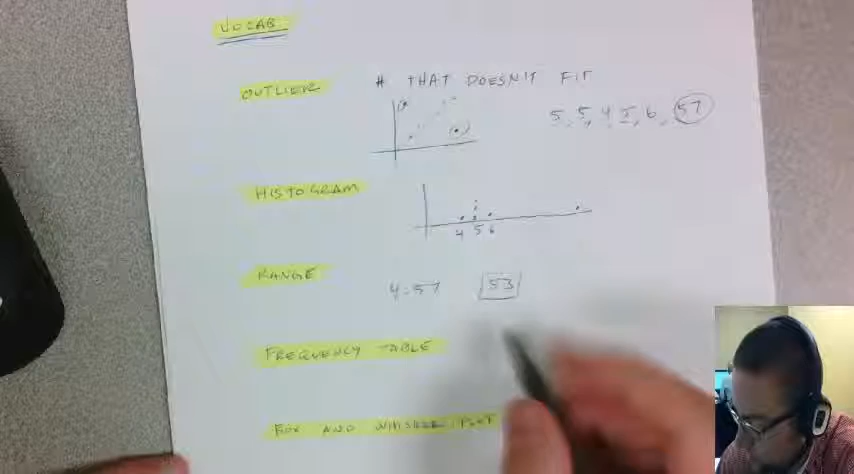 VOCAB
OUTLIER # THAT DOESN'T FIT
5, 5, 4, 5, 6, 57
HISTOGRAM
4 5 6
RANGE 4-57 53
FREQUENCY TABLE
BOX AND WHISKER PLOT